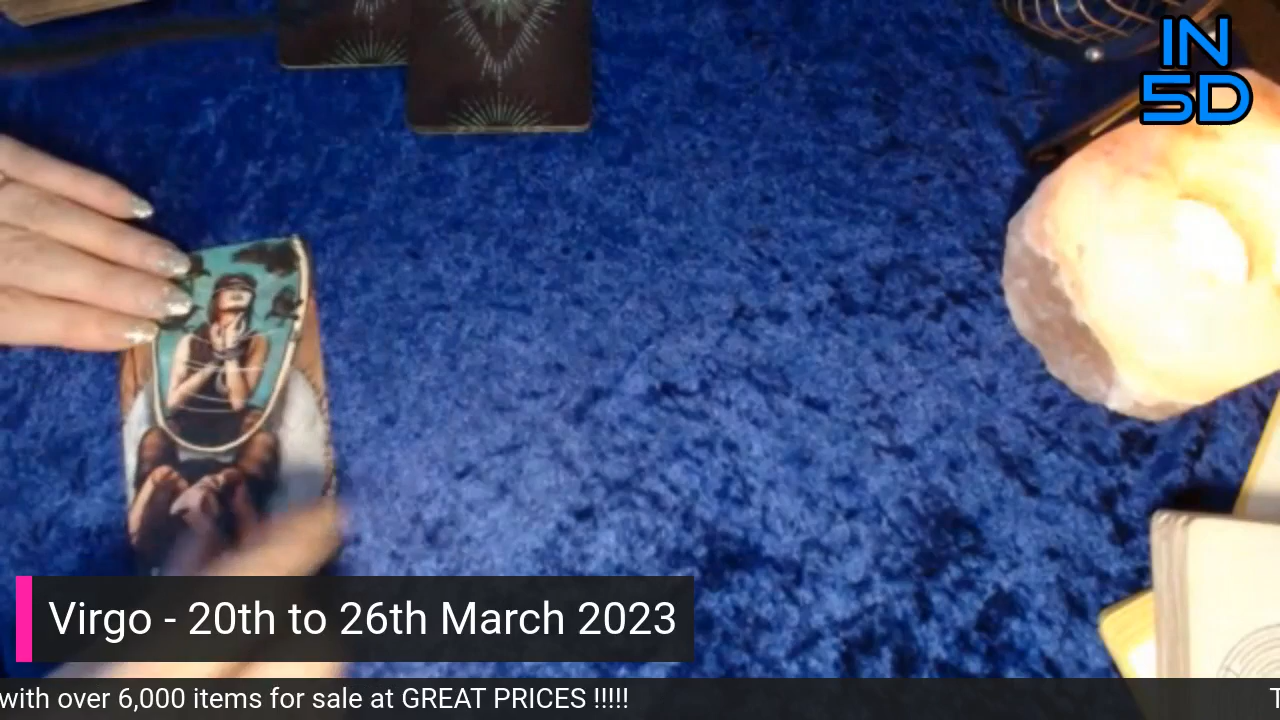 IN
5D
Virgo - 20th to 26th March 2023
with over 6,000 items for sale at GREAT PRICES !!!!!